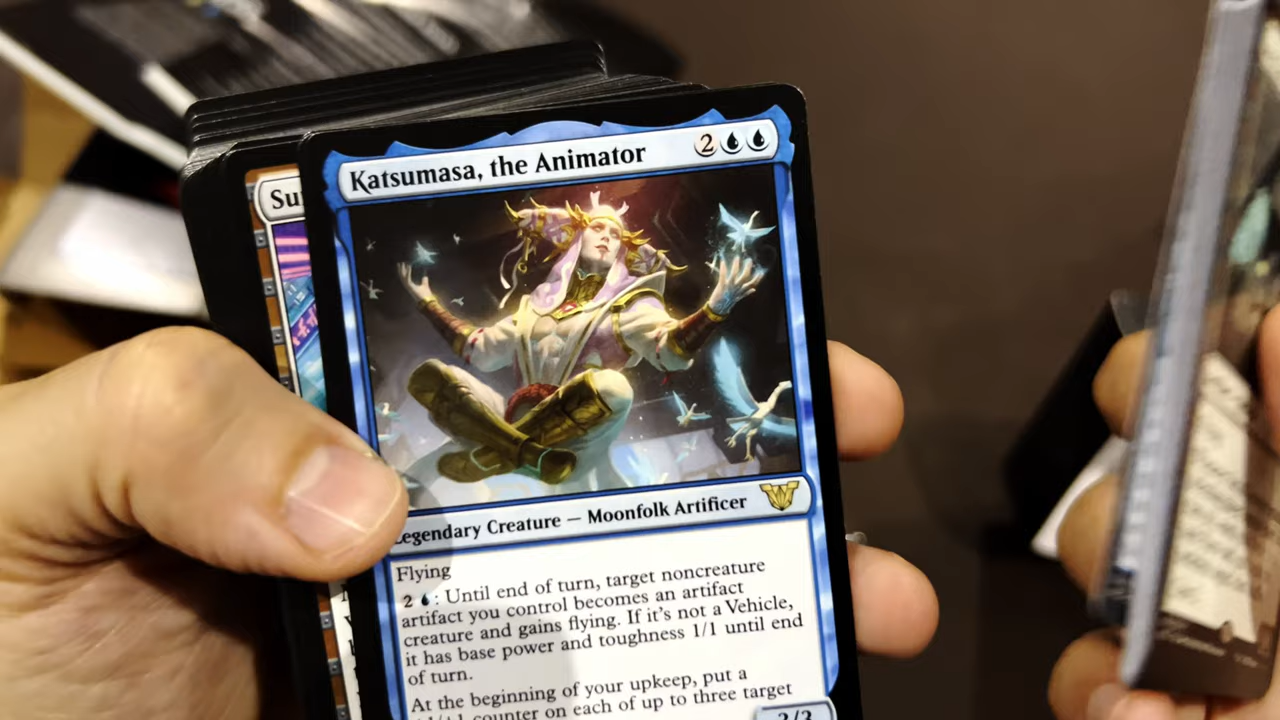 Katsumasa, the Animator
2
Su
Legendary Creature — Moonfolk Artificer
Flying
2 : Until end of turn, target noncreature
artifact you control becomes an artifact
creature and gains flying. If it's not a Vehicle,
it has base power and toughness 1/1 until end
of turn.
At the beginning of your upkeep, put a
counter on each of up to three target
3/3